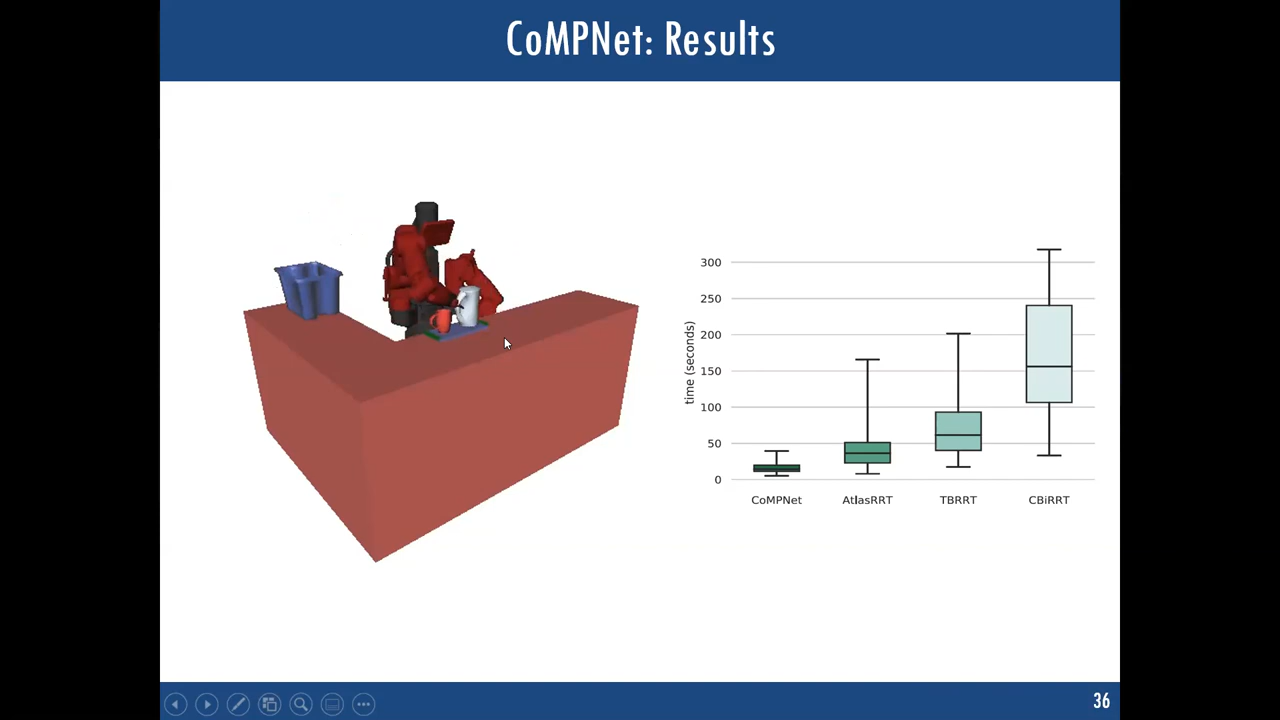 CoMPNet: Results
300
250
200
150
100
50
0
time (seconds)
CoMPNet
AtlasRRT
TBRRT
CBiRRT
36